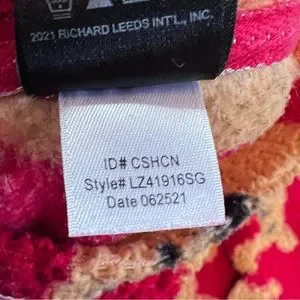 2021 RICHARD LEEDS INT'L., INC.
ID# CSHCN
Style# LZ41916SG
Date 062521